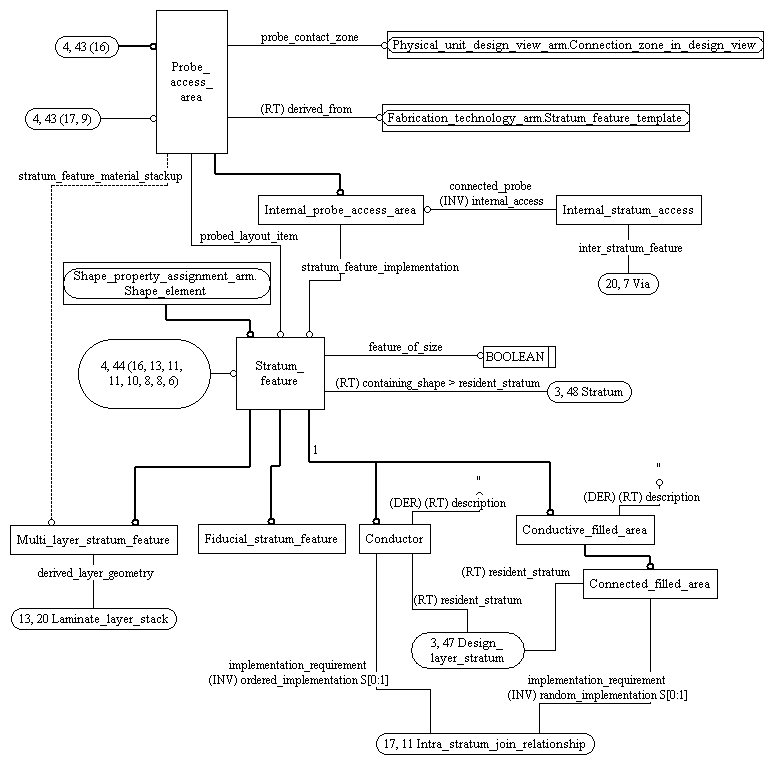 4, 43 (16)
Probe_
access_
area
probe_contact_zone
Physical_unit_design_view_arm.Connection_zone_in_design_view
4, 43 (17, 9)
(RT) derived_from
Fabrication_technology_arm.Stratum_feature_template
stratum_feature_material_stackup
connected_probe
(INV) internal_access
Internal_probe_access_area
Internal_stratum_access
probed_layout_item
inter_stratum_feature
stratum_feature_implementation
Shape_property_assignment_arm.
Shape_element
20, 7 Via
4, 44 (16, 13, 11,
11, 10, 8, 8, 6)
Stratum_
feature
feature_of_size
BOOLEAN
(RT) containing_shape > resident_stratum
3, 48 Stratum
1
"
"
(DER) (RT) description
(DER) (RT) description
Multi_layer_stratum_feature
Fiducial_stratum_feature
Conductor
Conductive_filled_area
derived_layer_geometry
(RT) resident_stratum
Connected_filled_area
(RT) resident_stratum
13, 20 Laminate_layer_stack
3, 47 Design_
layer_stratum
implementation_requirement
(INV) ordered_implementation S[0:1]
implementation_requirement
(INV) random_implementation S[0:1]
17, 11 Intra_stratum_join_relationship